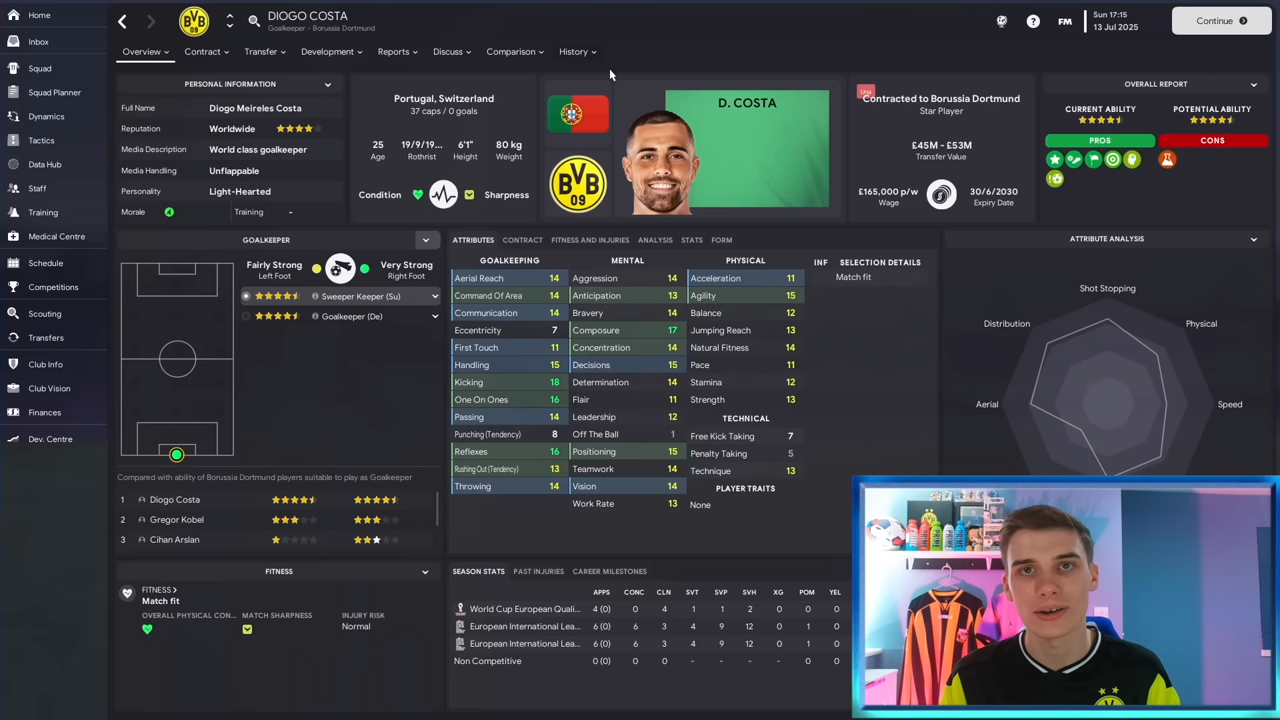 Home
Inbox
Squad
Squad Planner
Dynamics
Tactics
Data Hub
Staff
Training
Medical Centre
Schedule
Competitions
Scouting
Transfers
Club Info
Club Vision
Finances
Dev. Centre
BVB 09
DIOGO COSTA
Goalkeeper - Borussia Dortmund
FM
Sun 17:15
13 Jul 2025
Continue
Overview
Contract
Transfer
Development
Reports
Discuss
Comparison
History
PERSONAL INFORMATION
Full Name Diogo Meireles Costa
Reputation Worldwide
Media Description World class goalkeeper
Media Handling Unflappable
Personality Light-Hearted
Morale
Training -
Portugal, Switzerland
37 caps / 0 goals
25 19/9/19... 6'1" 80 kg
Age Rothrist Height Weight
Condition Sharpness
BVB 09
D. COSTA
Una
Contracted to Borussia Dortmund
Star Player
£45M - £53M
Transfer Value
£165,000 p/w
Wage
30/6/2030
Expiry Date
OVERALL REPORT
CURRENT ABILITY POTENTIAL ABILITY
PROS CONS
GOALKEEPER
Fairly Strong
Left Foot
Very Strong
Right Foot
Sweeper Keeper (Su)
Goalkeeper (De)
Compared with ability of Borussia Dortmund players suitable to play as Goalkeeper
1 Diogo Costa
2 Gregor Kobel
3 Cihan Arslan
FITNESS
FITNESS
Match fit
OVERALL PHYSICAL CON... MATCH SHARPNESS INJURY RISK
Normal
ATTRIBUTES CONTRACT FITNESS AND INJURIES ANALYSIS STATS FORM
GOALKEEPING
Aerial Reach 14
Command Of Area 14
Communication 14
Eccentricity 7
First Touch 11
Handling 15
Kicking 18
One On Ones 16
Passing 14
Punching (Tendency) 8
Reflexes 16
Rushing Out (Tendency) 13
Throwing 14
MENTAL
Aggression 14
Anticipation 13
Bravery 14
Composure 17
Concentration 14
Decisions 15
Determination 14
Flair 11
Leadership 12
Off The Ball 1
Positioning 15
Teamwork 14
Vision 14
Work Rate 13
PHYSICAL
Acceleration 11
Agility 15
Balance 12
Jumping Reach 13
Natural Fitness 14
Pace 11
Stamina 12
Strength 13
TECHNICAL
Free Kick Taking 7
Penalty Taking 5
Technique 13
PLAYER TRAITS
None
INF SELECTION DETAILS
Match fit
ATTRIBUTE ANALYSIS
Shot Stopping
Distribution
Physical
Aerial
Speed
SEASON STATS PAST INJURIES CAREER MILESTONES
APPS CONC CLN SVT SVP SVH XG POM YEL
World Cup European Quali... 4 (0) 0 4 1 1 2 0 0 0
European International Lea... 6 (0) 6 3 4 9 12 0 1 0
European International Lea... 6 (0) 6 3 4 9 12 0 1 0
Non Competitive 0 (0) 0 0 - - - - 0 0